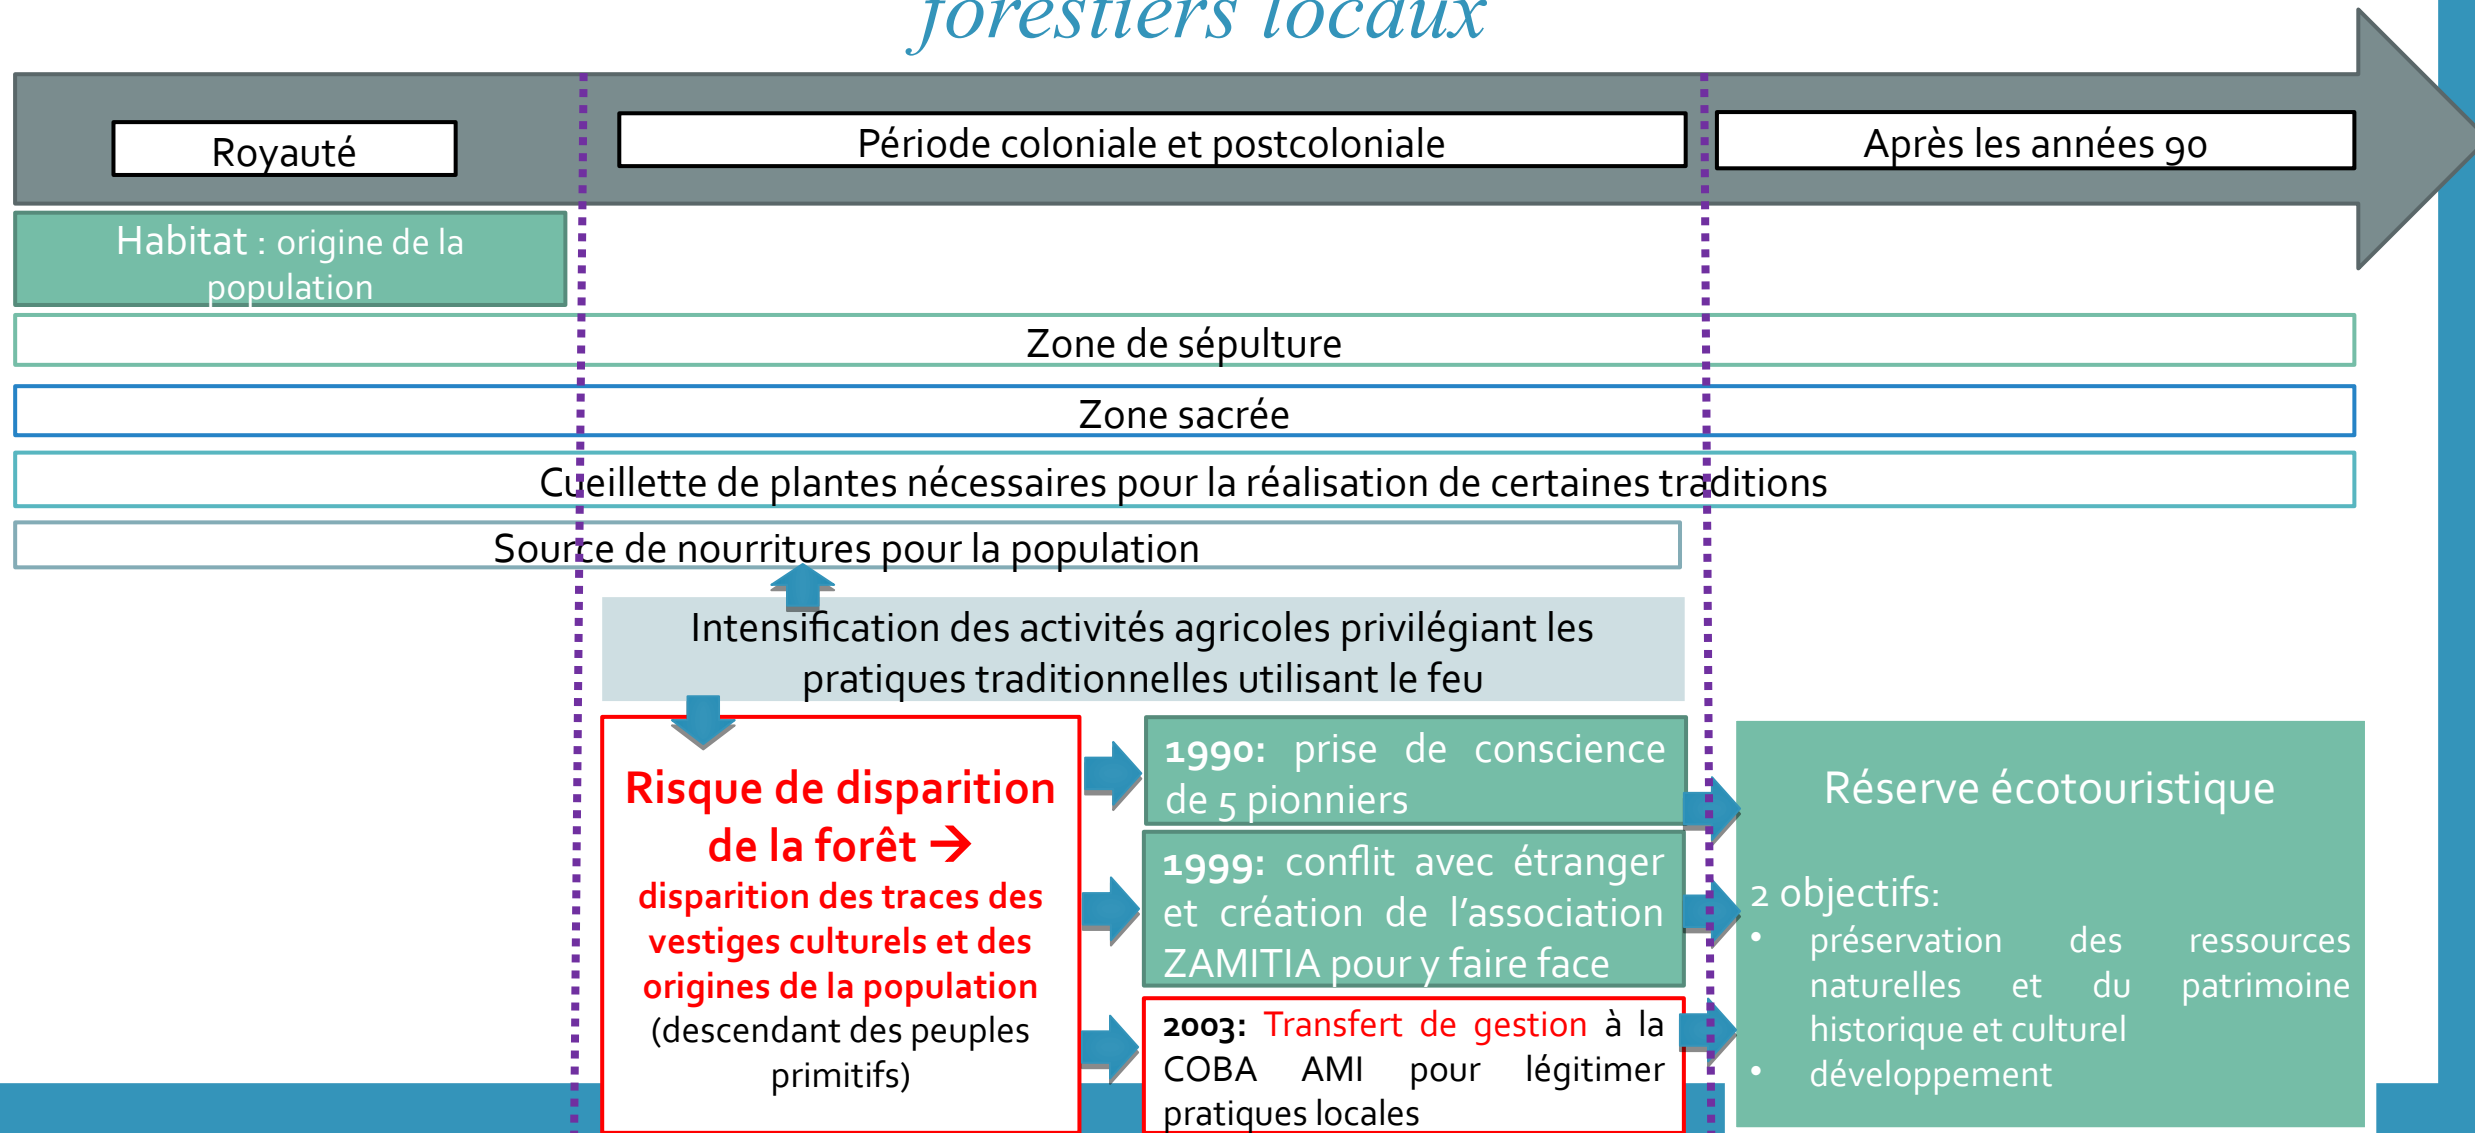 forestiers locaux
Royauté
Période coloniale et postcoloniale
Après les années 90
Habitat : origine de la
population
Zone de sépulture
Zone sacrée
Cueillette de plantes nécessaires pour la réalisation de certaines traditions
Source de nourritures pour la population
Intensification des activités agricoles privilégiant les
pratiques traditionnelles utilisant le feu
Risque de disparition
de la forêt →
disparition des traces des
vestiges culturels et des
origines de la population
(descendant des peuples
primitifs)
1990: prise de conscience
de 5 pionniers
1999: conflit avec étranger
et création de l'association
ZAMITIA pour y faire face
2003: Transfert de gestion à la
COBA AMI pour légitimer
pratiques locales
Réserve écotouristique
2 objectifs:
• préservation des ressources
naturelles et du patrimoine
historique et culturel
• développement